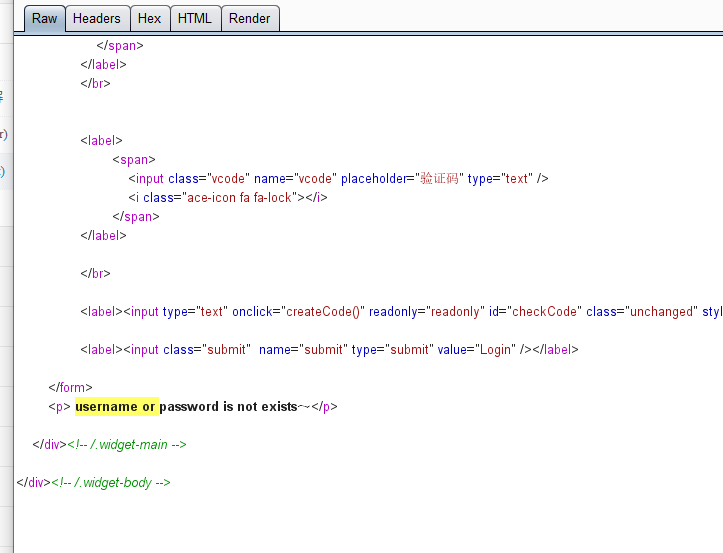 Raw Headers Hex HTML Render
</span>
</label>
</br>
<label>
<span>
<input class="vcode" name="vcode" placeholder="验证码" type="text" />
<i class="ace-icon fa fa-lock"></i>
</span>
</label>
</br>
<label><input type="text" onclick="createCode()" readonly="readonly" id="checkCode" class="unchanged" styl
<label><input class="submit"  name="submit" type="submit" value="Login" /></label>
</form>
<p> username or password is not exists~</p>
</div><!-- /.widget-main -->
</div><!-- /.widget-body -->
r)
)